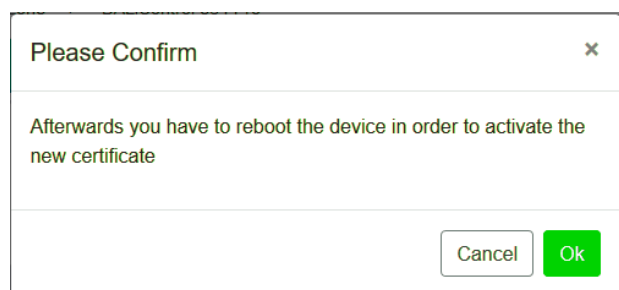 Please Confirm ×
Afterwards you have to reboot the device in order to activate the
new certificate
Cancel Ok